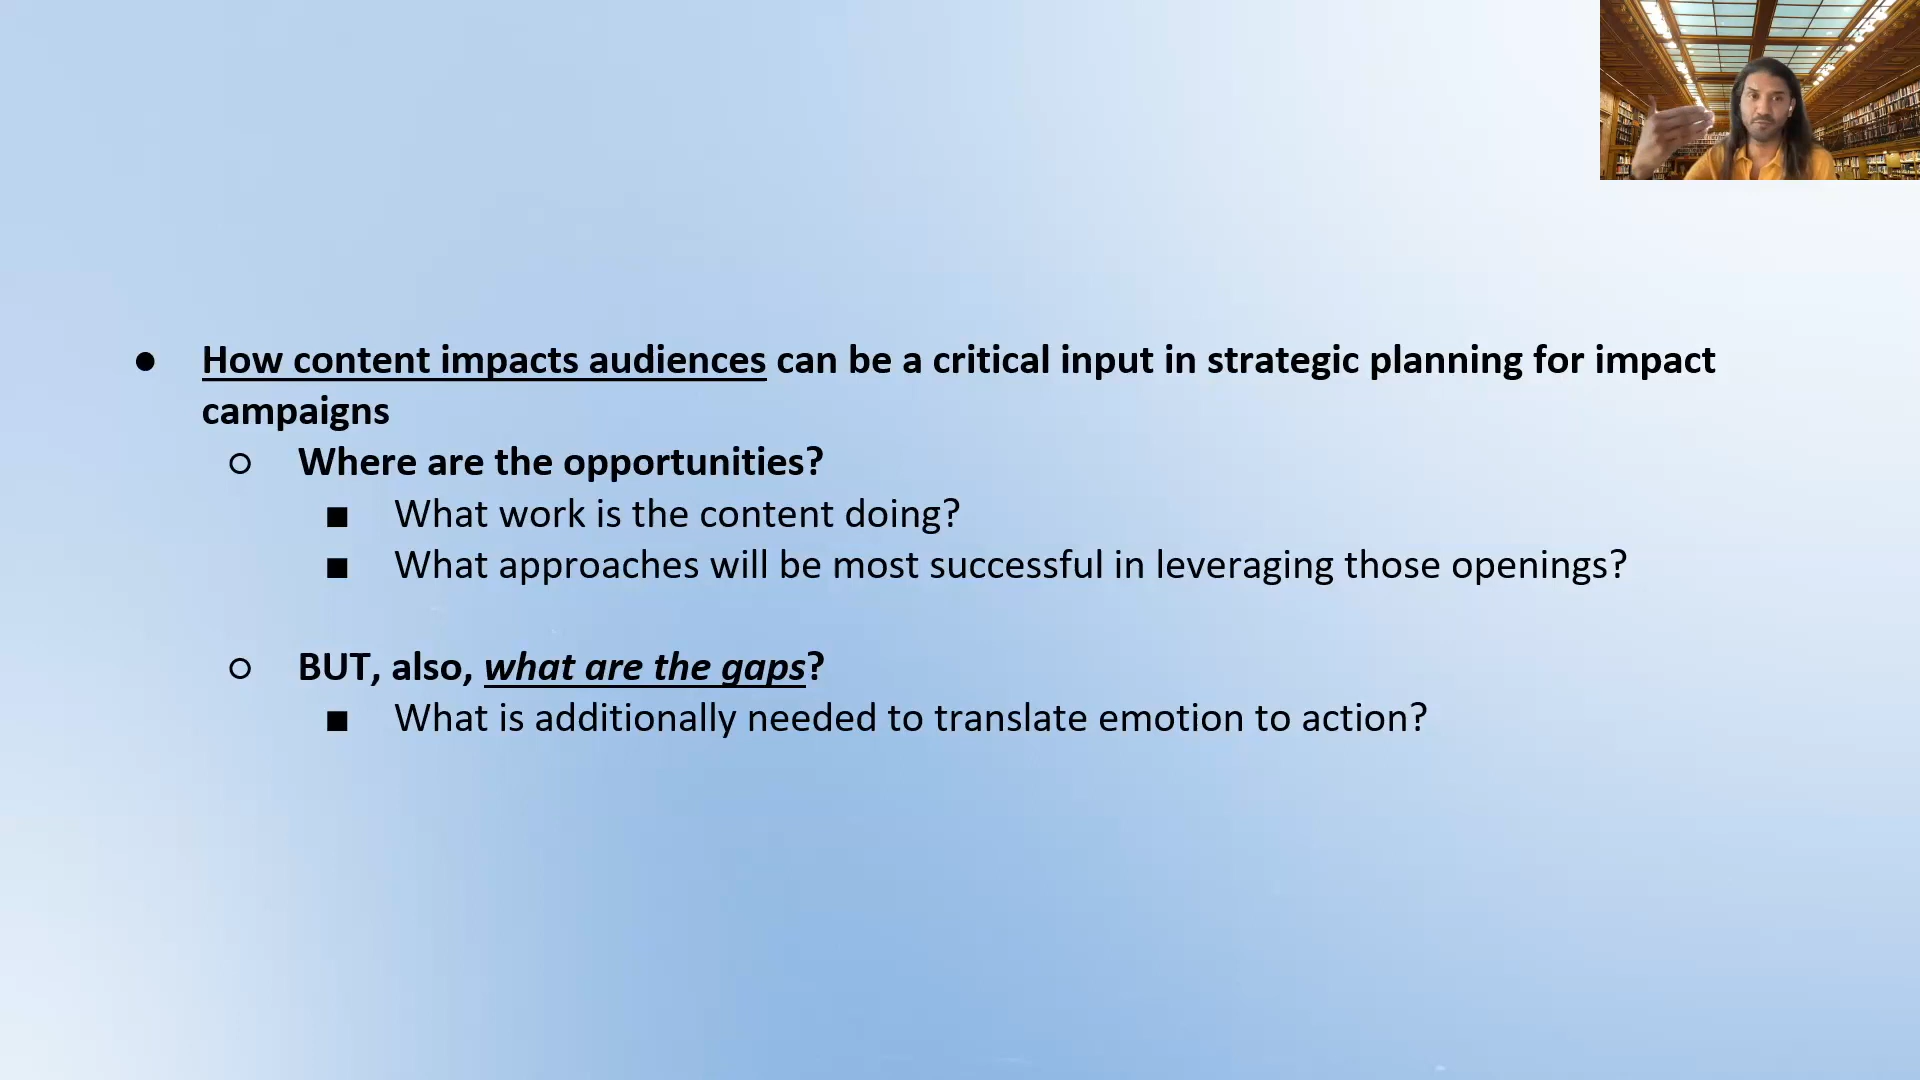 ● How content impacts audiences can be a critical input in strategic planning for impact
campaigns
○ Where are the opportunities?
■ What work is the content doing?
■ What approaches will be most successful in leveraging those openings?
○ BUT, also, what are the gaps?
■ What is additionally needed to translate emotion to action?